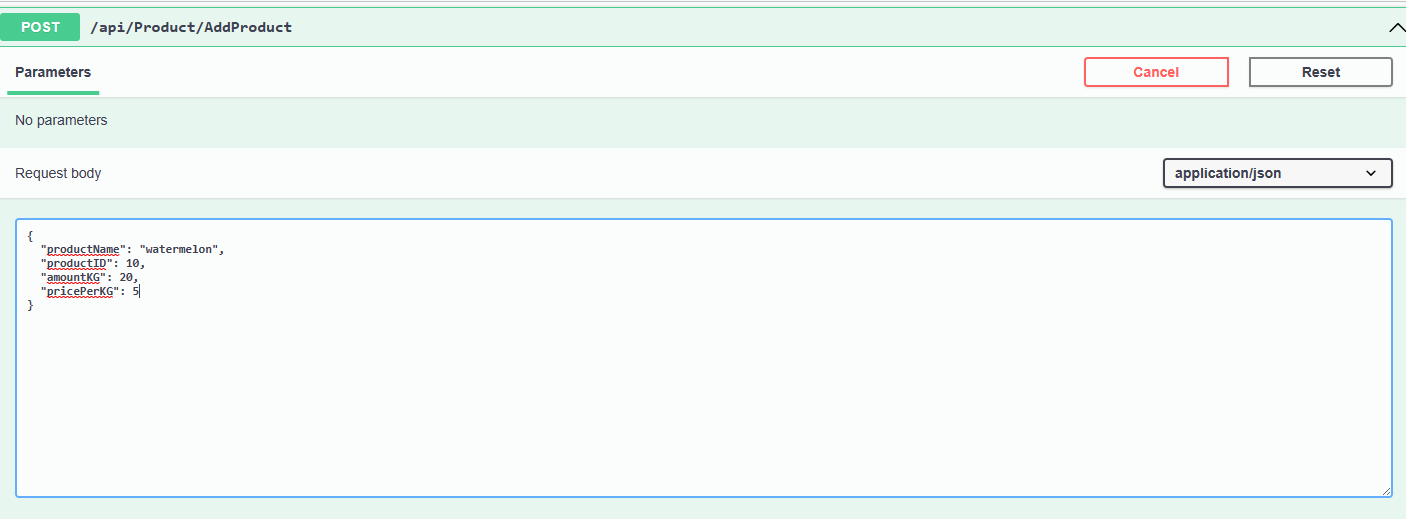 POST /api/Product/AddProduct
Parameters Cancel Reset
No parameters
Request body application/json
{
  "productName": "watermelon",
  "productID": 10,
  "amountKG": 20,
  "pricePerKG": 5
}